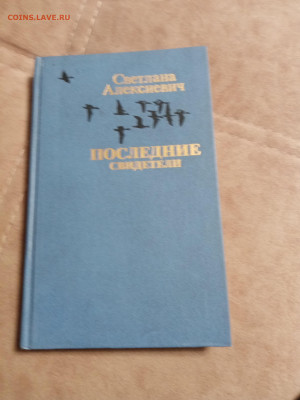 COINS.LAVE.RU
Светлана
Алексиевич
ПОСЛЕДНИЕ
СВИДЕТЕЛИ